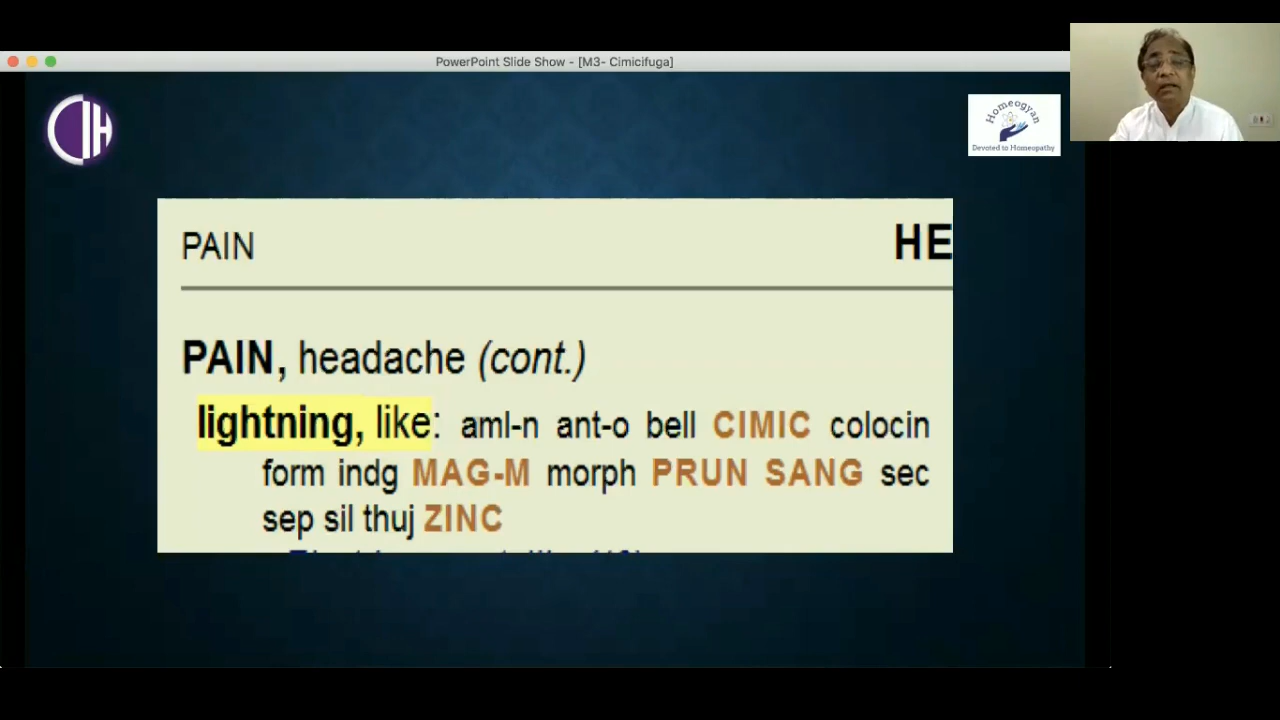 PowerPoint Slide Show - [M3- Cimicifuga]
CIH
Homeogyan
Devoted to Homeopathy
PAIN HE
PAIN, headache (cont.)
lightning, like: aml-n ant-o bell CIMIC colocin
form indg MAG-M morph PRUN SANG sec
sep sil thuj ZINC